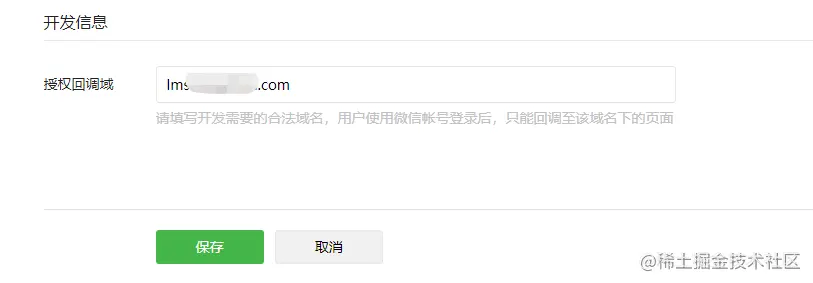 开发信息
授权回调域
lms .com
请填写开发需要的合法域名，用户使用微信帐号登录后，只能回调至该域名下的页面
保存 取消
@稀土掘金技术社区